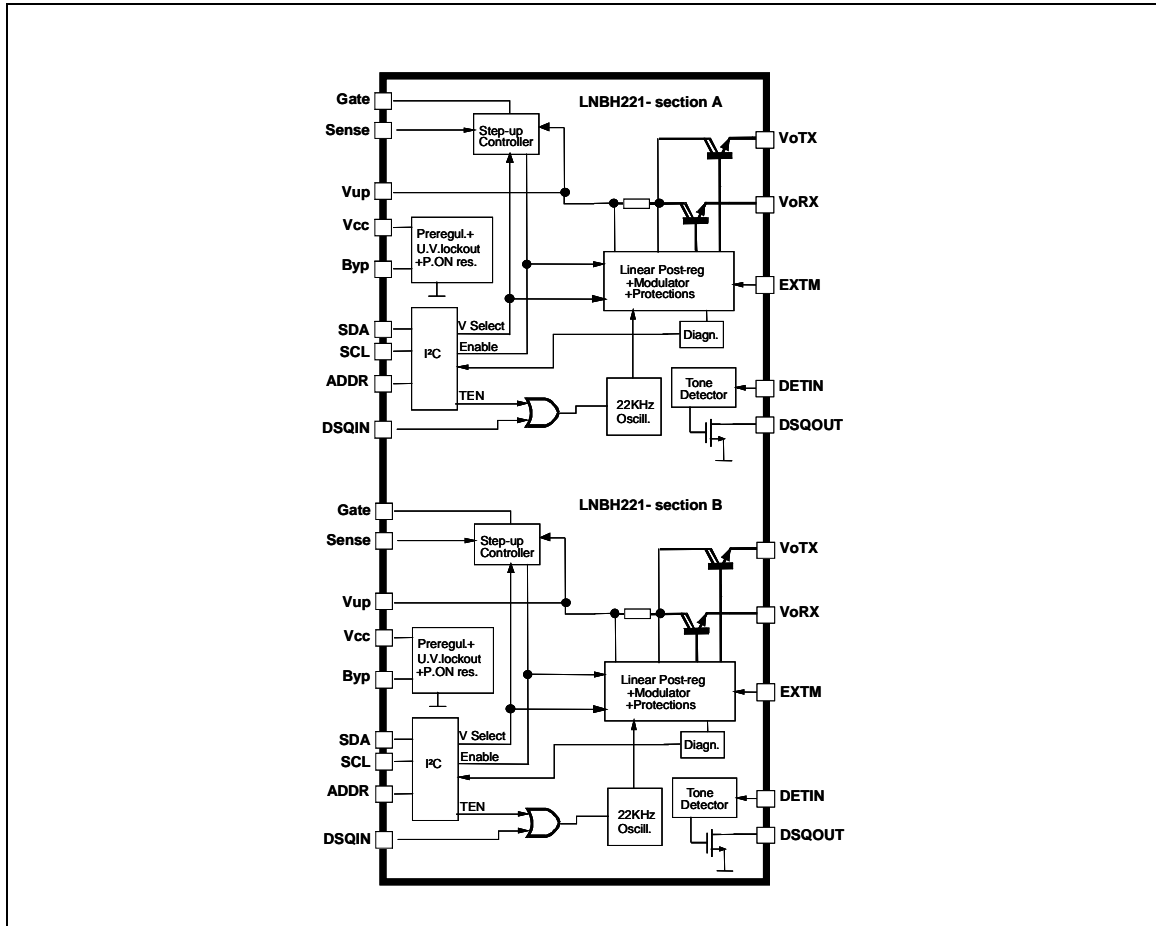 LNBH221- section A
Gate
Sense
Step-up
Controller
VoTX
Vup
VoRX
Vcc
Preregul.+
U.V.lockout
+P.ON res.
Byp
Linear Post-reg
+Modulator
+Protections
EXTM
SDA
SCL
ADDR
I²C
V Select
Enable
TEN
Diagn.
DSQIN
22KHz
Oscill.
Tone
Detector
DETIN
DSQOUT
LNBH221- section B
Gate
Sense
Step-up
Controller
VoTX
Vup
VoRX
Vcc
Preregul.+
U.V.lockout
+P.ON res.
Byp
Linear Post-reg
+Modulator
+Protections
EXTM
SDA
SCL
ADDR
I²C
V Select
Enable
TEN
Diagn.
DSQIN
22KHz
Oscill.
Tone
Detector
DETIN
DSQOUT